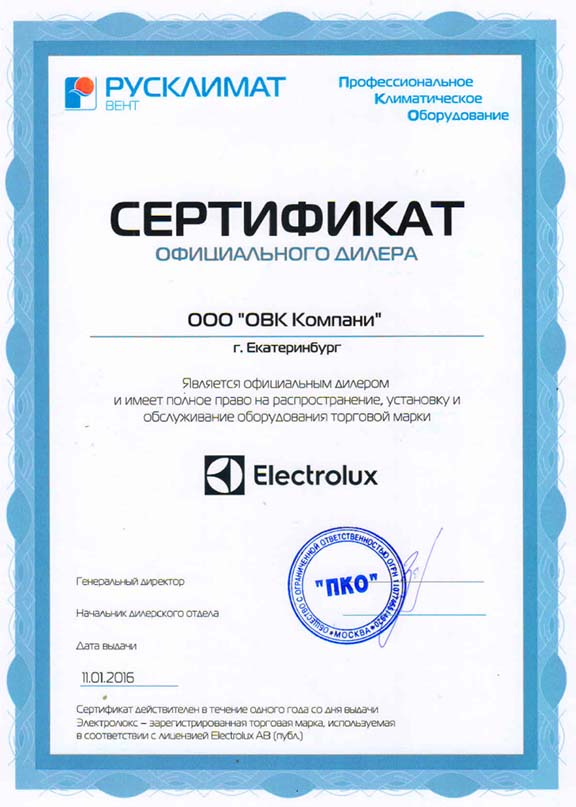 РУСКЛИМАТ
ВЕНТ
Профессиональное
Климатическое
Оборудование
СЕРТИФИКАТ
ОФИЦИАЛЬНОГО ДИЛЕРА
ООО "ОВК Компани"
г. Екатеринбург
Является официальным дилером
и имеет полное право на распространение, установку и
обслуживание оборудования торговой марки
Electrolux
Генеральный директор
ОБЩЕСТВО С ОГРАНИЧЕННОЙ ОТВЕТСТВЕННОСТЬЮ ОГРН
"ПКО"
МОСКВА
Начальник дилерского отдела
Дата выдачи
11.01.2016
Сертификат действителен в течение одного года со дня выдачи
Электролюкс – зарегистрированная торговая марка, используемая
в соответствии с лицензией Electrolux AB (публ.)